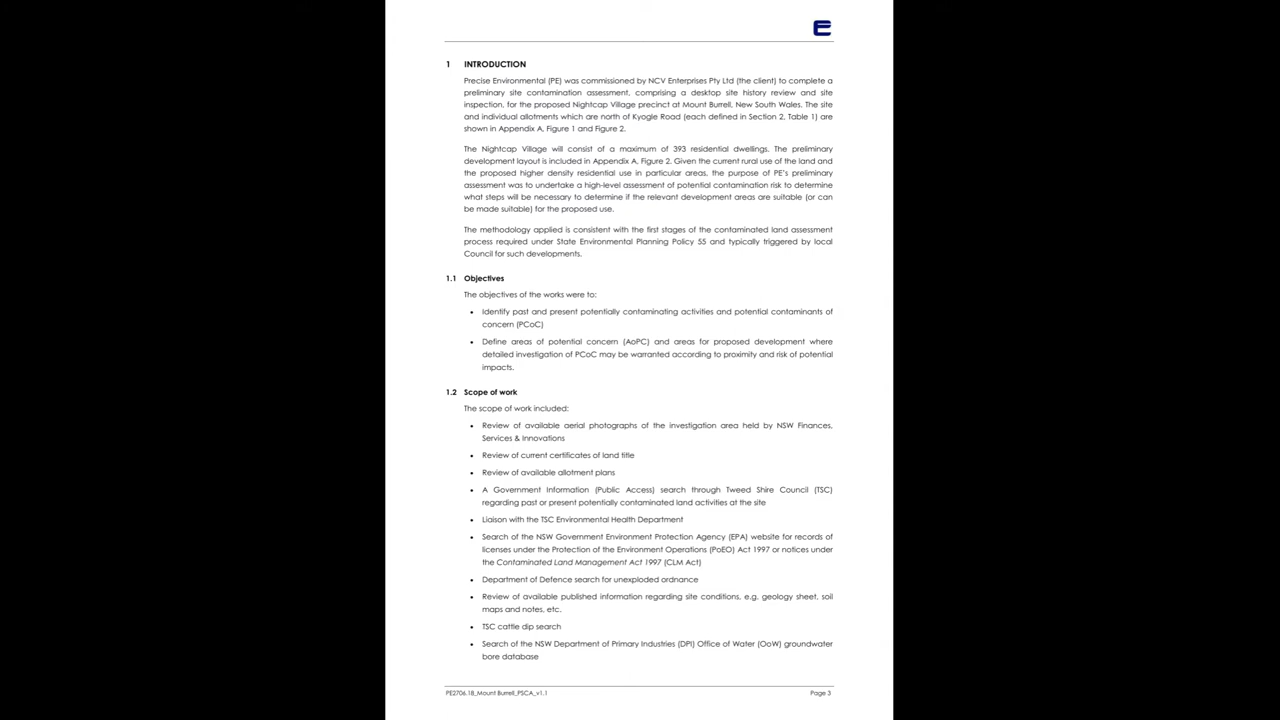 1 INTRODUCTION
Precise Environmental (PE) was commissioned by NCV Enterprises Pty Ltd (the client) to complete a
preliminary site contamination assessment, comprising a desktop site history review and site
inspection, for the proposed Nightcap Village precinct at Mount Burrell, New South Wales. The site
and individual allotments which are north of Kyogle Road (each defined in Section 2, Table 1) are
shown in Appendix A, Figure 1 and Figure 2.
The Nightcap Village will consist of a maximum of 393 residential dwellings. The preliminary
development layout is included in Appendix A, Figure 2. Given the current rural use of the land and
the proposed higher density residential use in particular areas, the purpose of PE's preliminary
assessment was to undertake a high-level assessment of potential contamination risk to determine
what steps will be necessary to determine if the relevant development areas are suitable (or can
be made suitable) for the proposed use.
The methodology applied is consistent with the first stages of the contaminated land assessment
process required under State Environmental Planning Policy 55 and typically triggered by local
Council for such developments.
1.1 Objectives
The objectives of the works were to:
• Identify past and present potentially contaminating activities and potential contaminants of
concern (PCoC)
• Define areas of potential concern (AoPC) and areas for proposed development where
detailed investigation of PCoC may be warranted according to proximity and risk of potential
impacts.
1.2 Scope of work
The scope of work included:
• Review of available aerial photographs of the investigation area held by NSW Finances,
Services & Innovations
• Review of current certificates of land title
• Review of available allotment plans
• A Government Information (Public Access) search through Tweed Shire Council (TSC)
regarding past or present potentially contaminated land activities at the site
• Liaison with the TSC Environmental Health Department
• Search of the NSW Government Environment Protection Agency (EPA) website for records of
licenses under the Protection of the Environment Operations (PoEO) Act 1997 or notices under
the Contaminated Land Management Act 1997 (CLM Act)
• Department of Defence search for unexploded ordnance
• Review of available published information regarding site conditions, e.g. geology sheet, soil
maps and notes, etc.
• TSC cattle dip search
• Search of the NSW Department of Primary Industries (DPI) Office of Water (OoW) groundwater
bore database
PE2706.18_Mount Burrell_PSCA_v1.1 Page 3